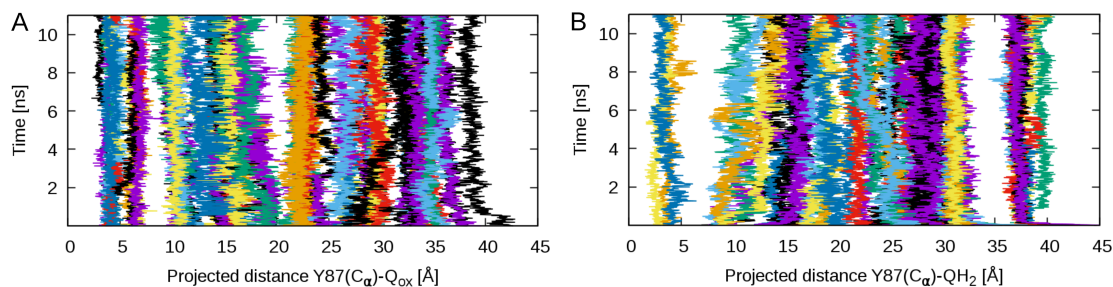 A
B
10
8
6
4
2
Time [ns]
0 5 10 15 20 25 30 35 40 45
Projected distance Y87(Cα)-Qox [Å]
10
8
6
4
2
Time [ns]
0 5 10 15 20 25 30 35 40 45
Projected distance Y87(Cα)-QH2 [Å]